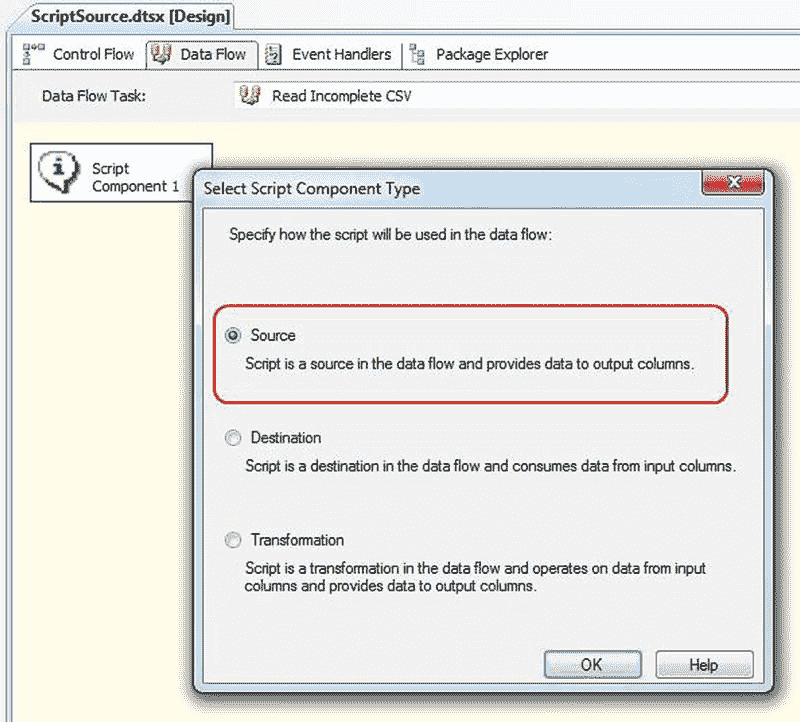 ScriptSource.dtsx [Design]
Control Flow Data Flow Event Handlers Package Explorer
Data Flow Task: Read Incomplete CSV
Script
Component 1
Select Script Component Type
Specify how the script will be used in the data flow:
Source
Script is a source in the data flow and provides data to output columns.
Destination
Script is a destination in the data flow and consumes data from input columns.
Transformation
Script is a transformation in the data flow and operates on data from input
columns and provides data to output columns.
OK Help